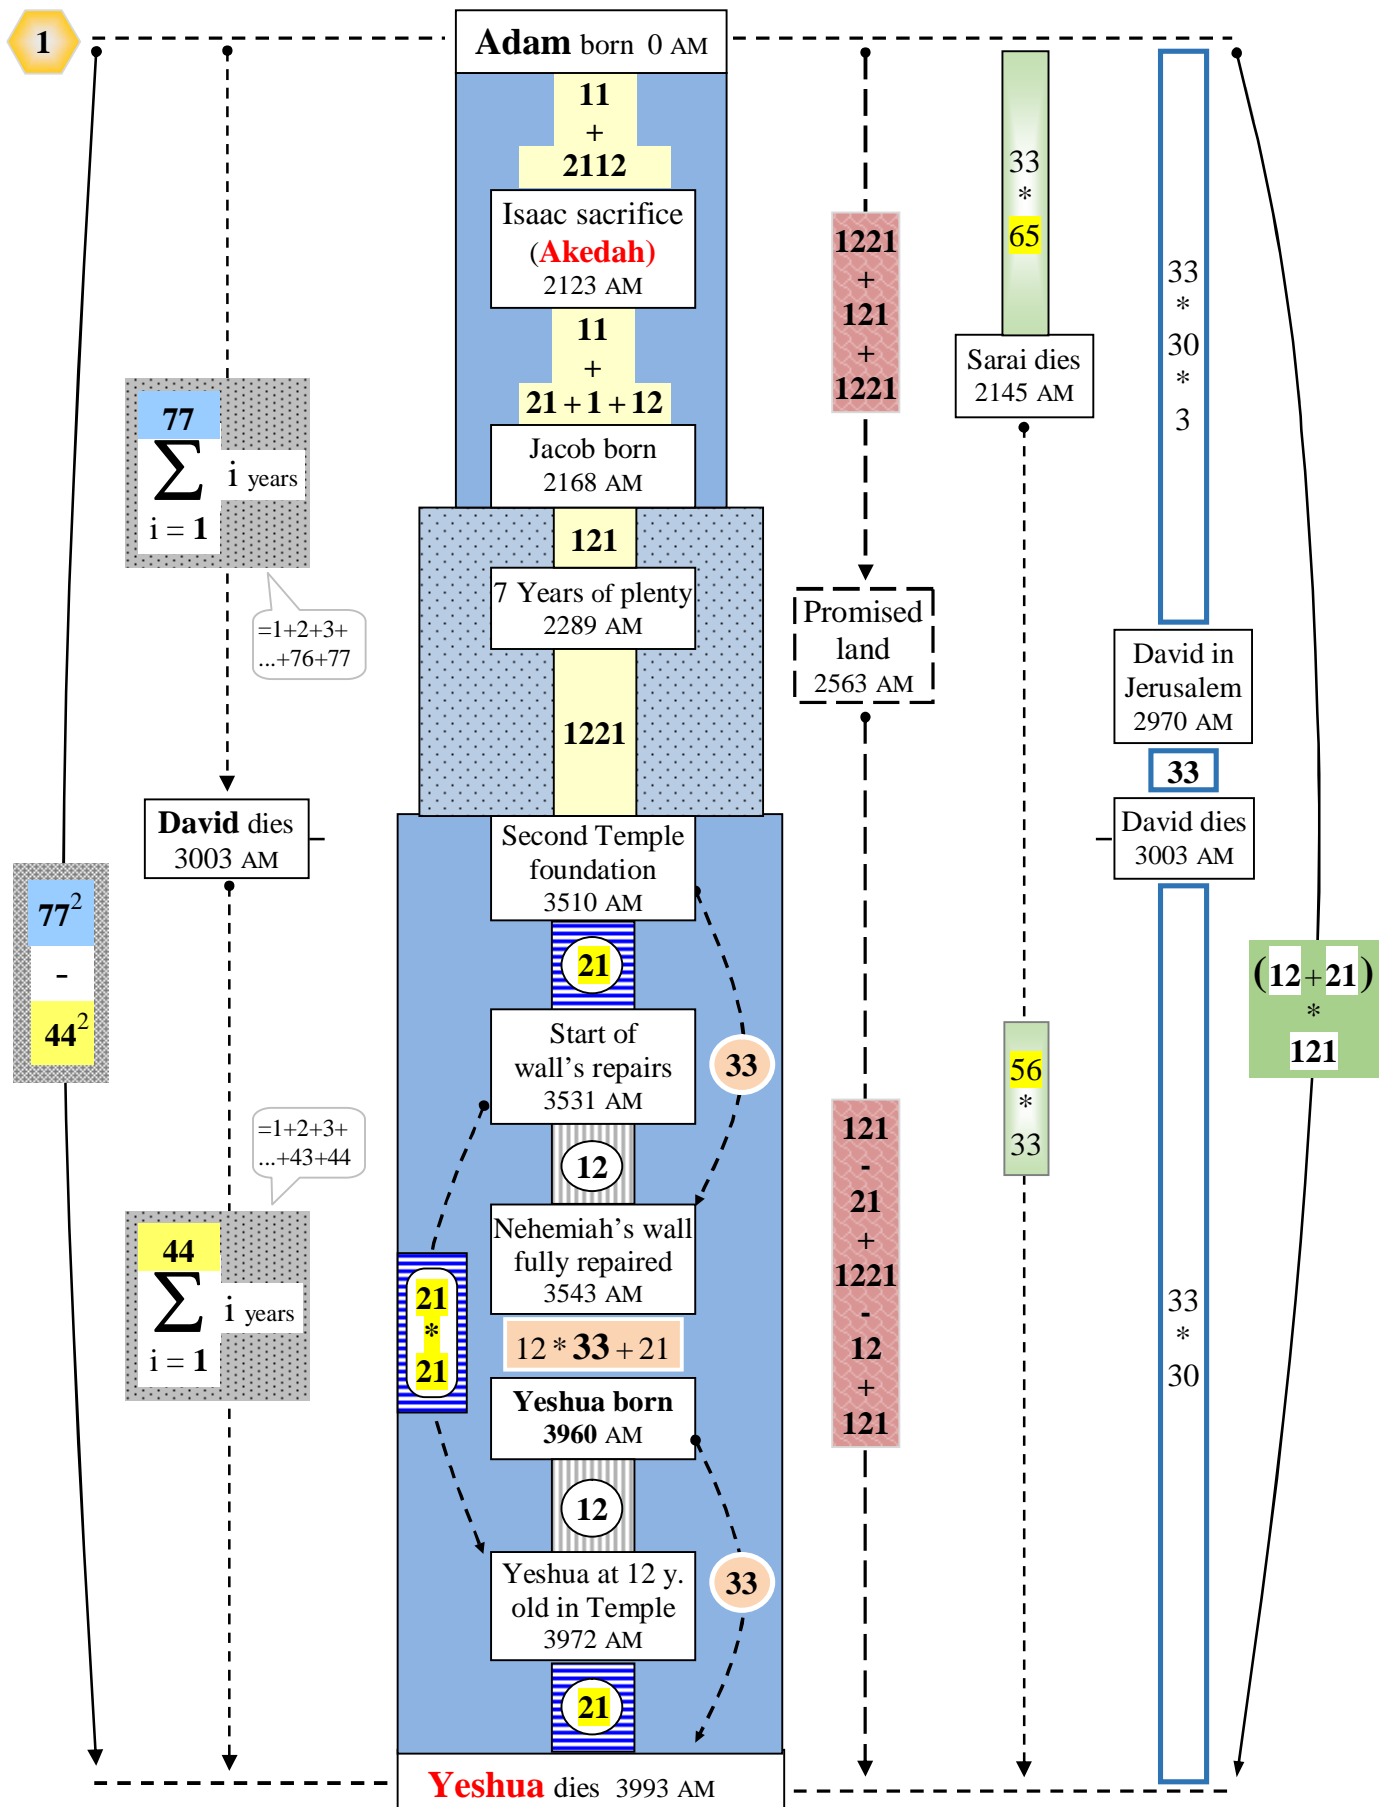 1
Adam born 0 AM
11
+
2112
Isaac sacrifice
(Akedah)
2123 AM
11
+
21 + 1 + 12
Jacob born
2168 AM
121
7 Years of plenty
2289 AM
1221
Second Temple
foundation
3510 AM
21
Start of
wall’s repairs
3531 AM
33
12
Nehemiah’s wall
fully repaired
3543 AM
21
*
21
12 * 33 + 21
Yeshua born
3960 AM
12
33
Yeshua at 12 y.
old in Temple
3972 AM
21
Yeshua dies 3993 AM
77²
-
44²
77
∑ i years
i = 1
=1+2+3+
...+76+77
David dies
3003 AM
=1+2+3+
...+43+44
44
∑ i years
i = 1
1221
+
121
+
1221
Promised
land
2563 AM
121
-
21
+
1221
-
12
+
121
33
*
65
Sarai dies
2145 AM
56
*
33
33
*
30
*
3
David in
Jerusalem
2970 AM
33
David dies
3003 AM
33
*
30
(12+21)
*
121